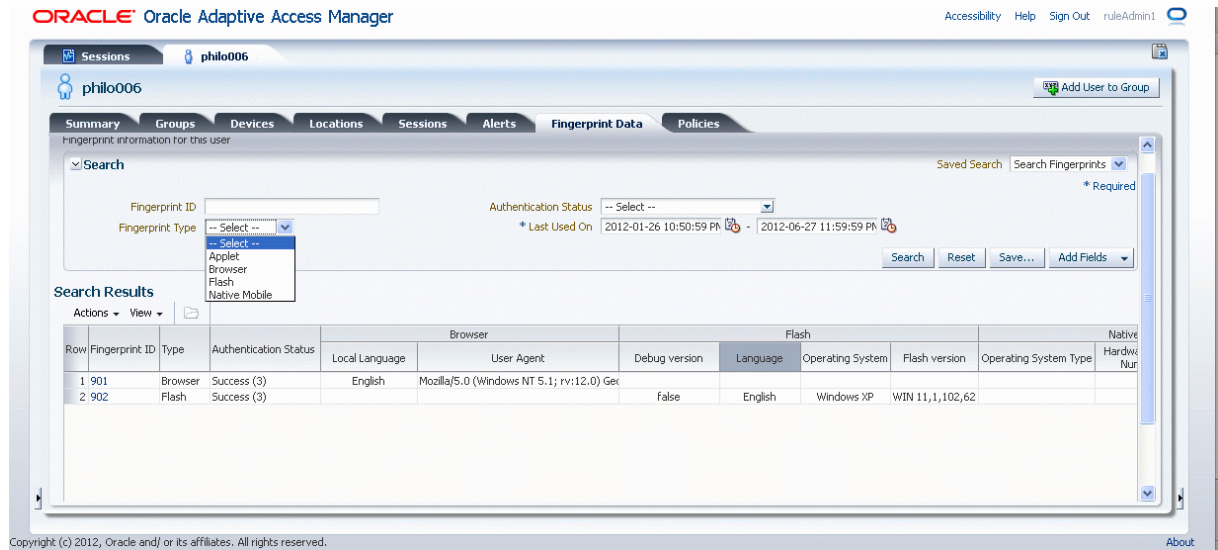 ORACLE Oracle Adaptive Access Manager
Accessibility Help Sign Out ruleAdmin1
Sessions philo006
philo006
Add User to Group
Summary Groups Devices Locations Sessions Alerts Fingerprint Data Policies
Fingerprint information for this user
Search
Saved Search Search Fingerprints
* Required
Fingerprint ID
Authentication Status -- Select --
Fingerprint Type -- Select --
* Last Used On 2012-01-26 10:50:59 PM - 2012-06-27 11:59:59 PM
-- Select --
Applet
Browser
Flash
Native Mobile
Search Reset Save... Add Fields
Search Results
Actions View
Browser Flash Native
Row Fingerprint ID Type Authentication Status Local Language User Agent Debug version Language Operating System Flash version Operating System Type
1 901 Browser Success (3) English Mozilla/5.0 (Windows NT 5.1; rv:12.0) Gec
2 902 Flash Success (3) false English Windows XP WIN 11,1,102,62
Copyright (c) 2012, Oracle and/ or its affiliates. All rights reserved.
About